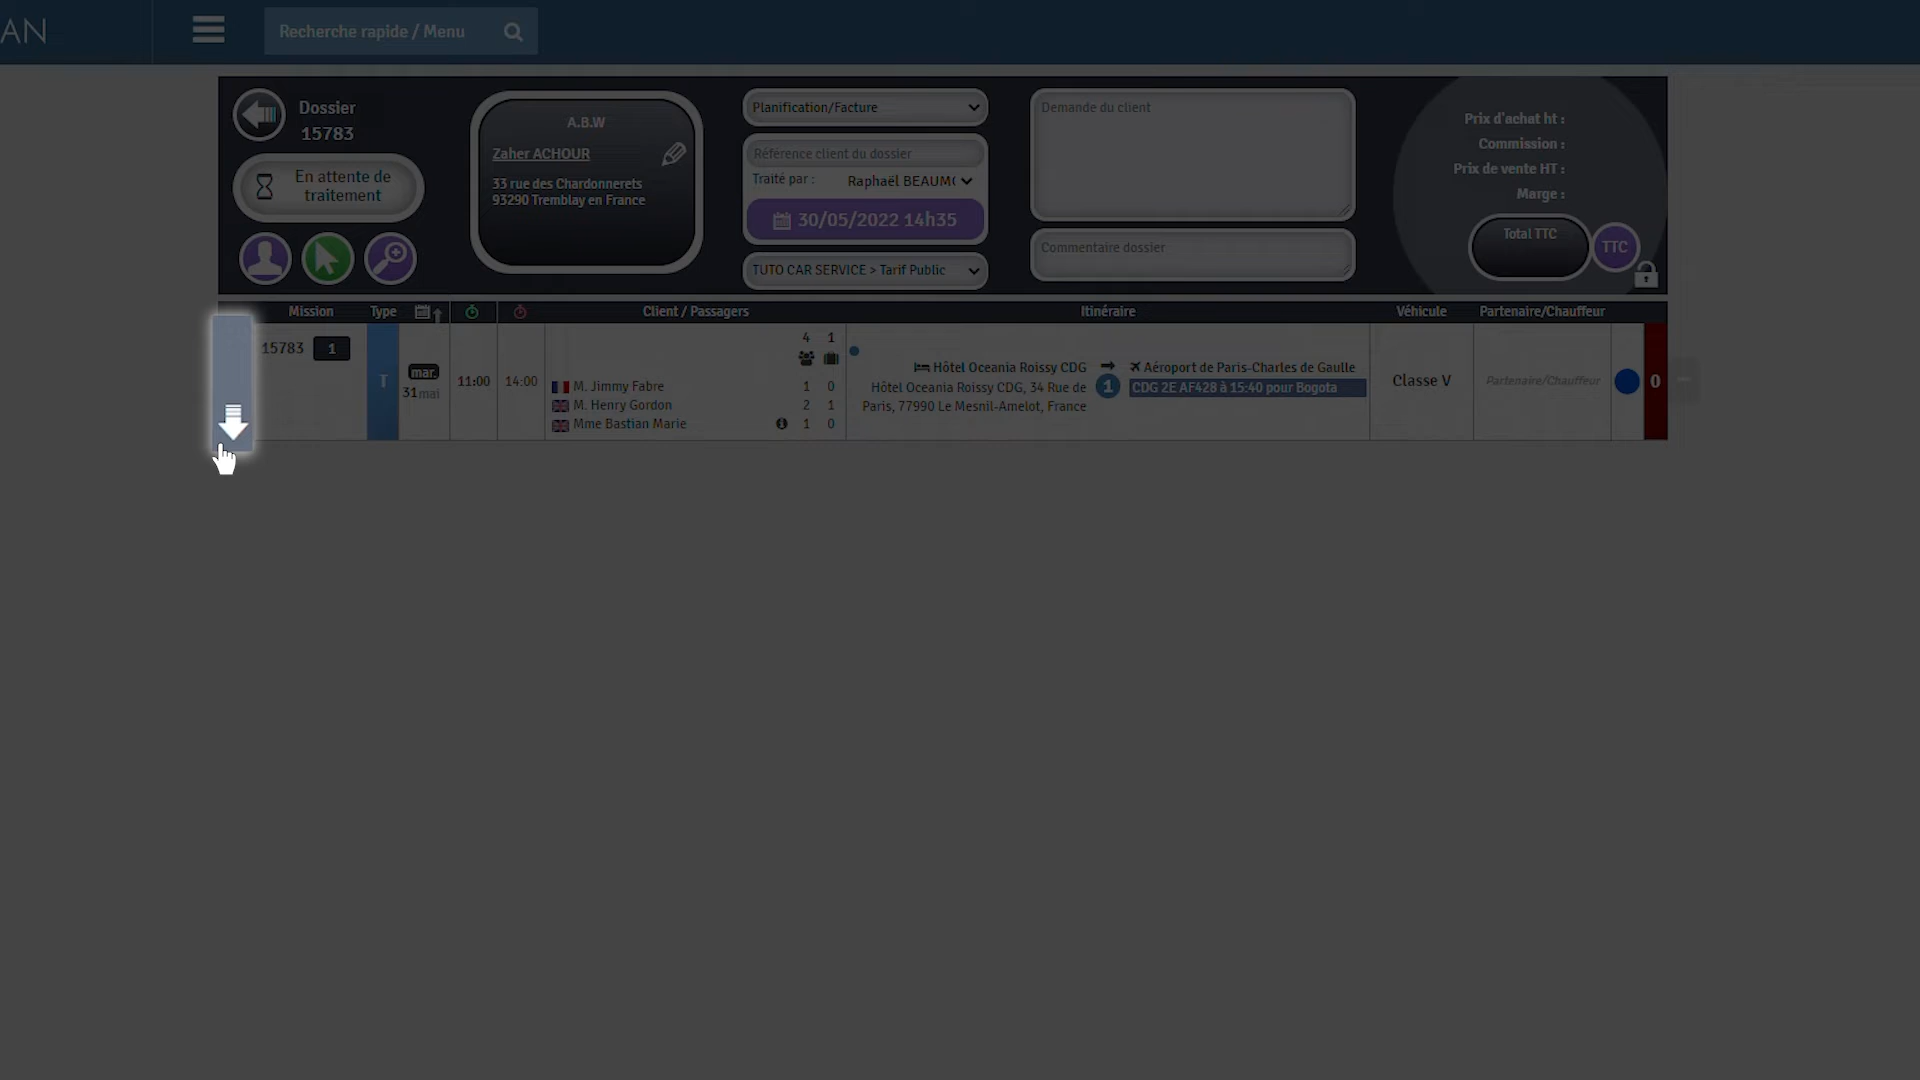 AN
Recherche rapide / Menu
Dossier
15783
En attente de
traitement
A.B.W
Zaher ACHOUR
33 rue des Chardonnerets
93290 Tremblay en France
Planification/Facture
Référence client du dossier
Traité par :
Raphaël BEAUM
30/05/2022 14h35
TUTO CAR SERVICE > Tarif Public
Demande du client
Commentaire dossier
Prix d'achat ht :
Commission :
Prix de vente HT :
Marge :
Total TTC
TTC
Mission Type Client / Passagers Itinéraire Véhicule Partenaire/Chauffeur
15783 1
T
mar.
31 mai
11:00
14:00
4 1
M. Jimmy Fabre 1 0
M. Henry Gordon 2 1
Mme Bastian Marie 1 0
Hôtel Oceania Roissy CDG
Hôtel Oceania Roissy CDG, 34 Rue de
Paris, 77990 Le Mesnil-Amelot, France
1
Aéroport de Paris-Charles de Gaulle
CDG 2E AF428 à 15:40 pour Bogota
Classe V
Partenaire/Chauffeur
0